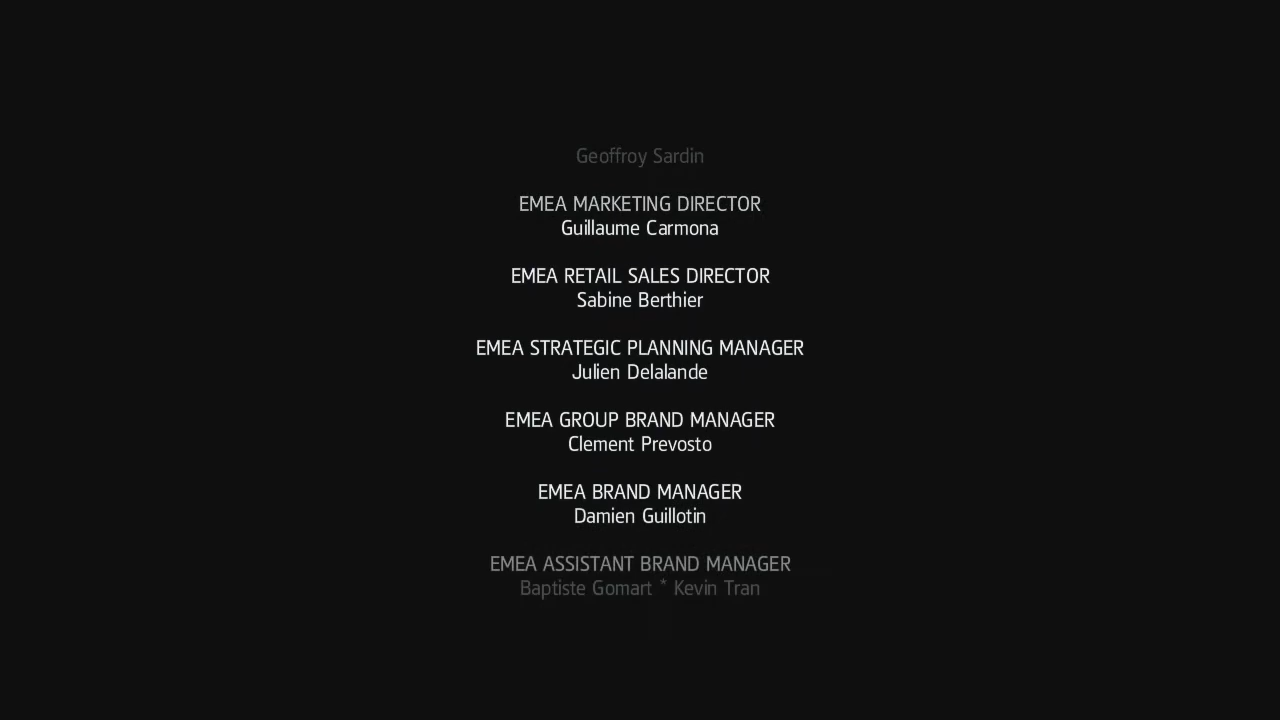 Geoffroy Sardin
EMEA MARKETING DIRECTOR
Guillaume Carmona
EMEA RETAIL SALES DIRECTOR
Sabine Berthier
EMEA STRATEGIC PLANNING MANAGER
Julien Delalande
EMEA GROUP BRAND MANAGER
Clement Prevosto
EMEA BRAND MANAGER
Damien Guillotin
EMEA ASSISTANT BRAND MANAGER
Baptiste Gomart * Kevin Tran